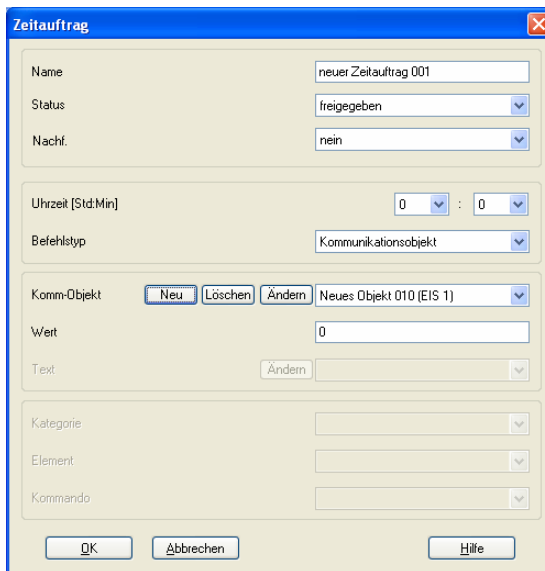 Zeitauftrag
Name neuer Zeitauftrag 001
Status freigegeben
Nachf. nein
Uhrzeit [Std:Min] 0 : 0
Befehlstyp Kommunikationsobjekt
Komm-Objekt Neu Löschen Ändern Neues Objekt 010 (EIS 1)
Wert 0
Text Ändern
Kategorie
Element
Kommando
OK Abbrechen Hilfe